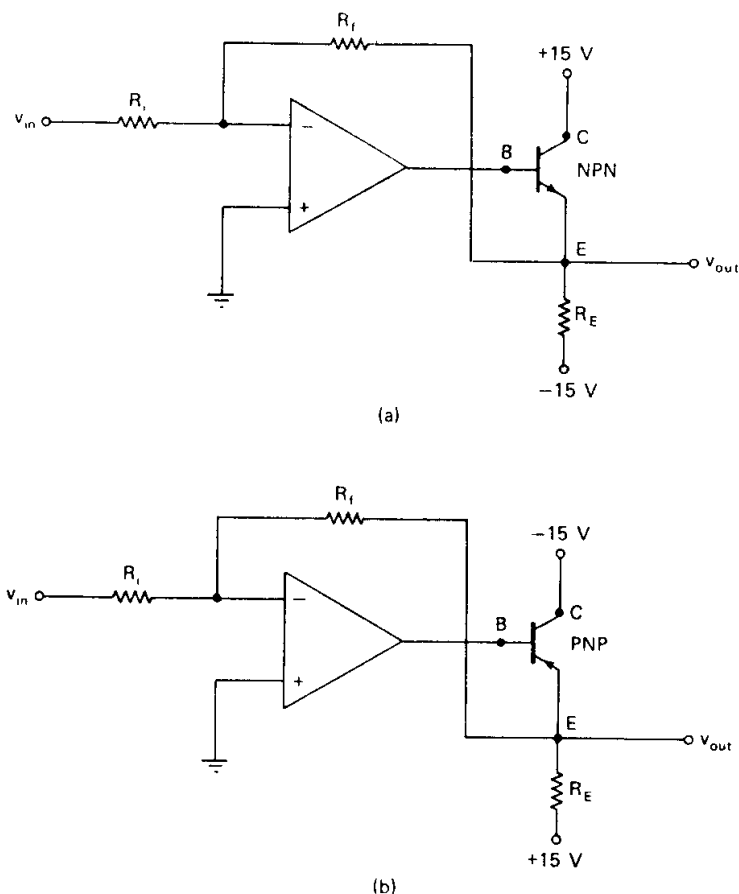 R_f
+15 V
R_i
v_in
−
B
C
NPN
+
E
v_out
R_E
−15 V
(a)
R_f
−15 V
R_i
v_in
−
B
C
PNP
+
E
v_out
R_E
+15 V
(b)